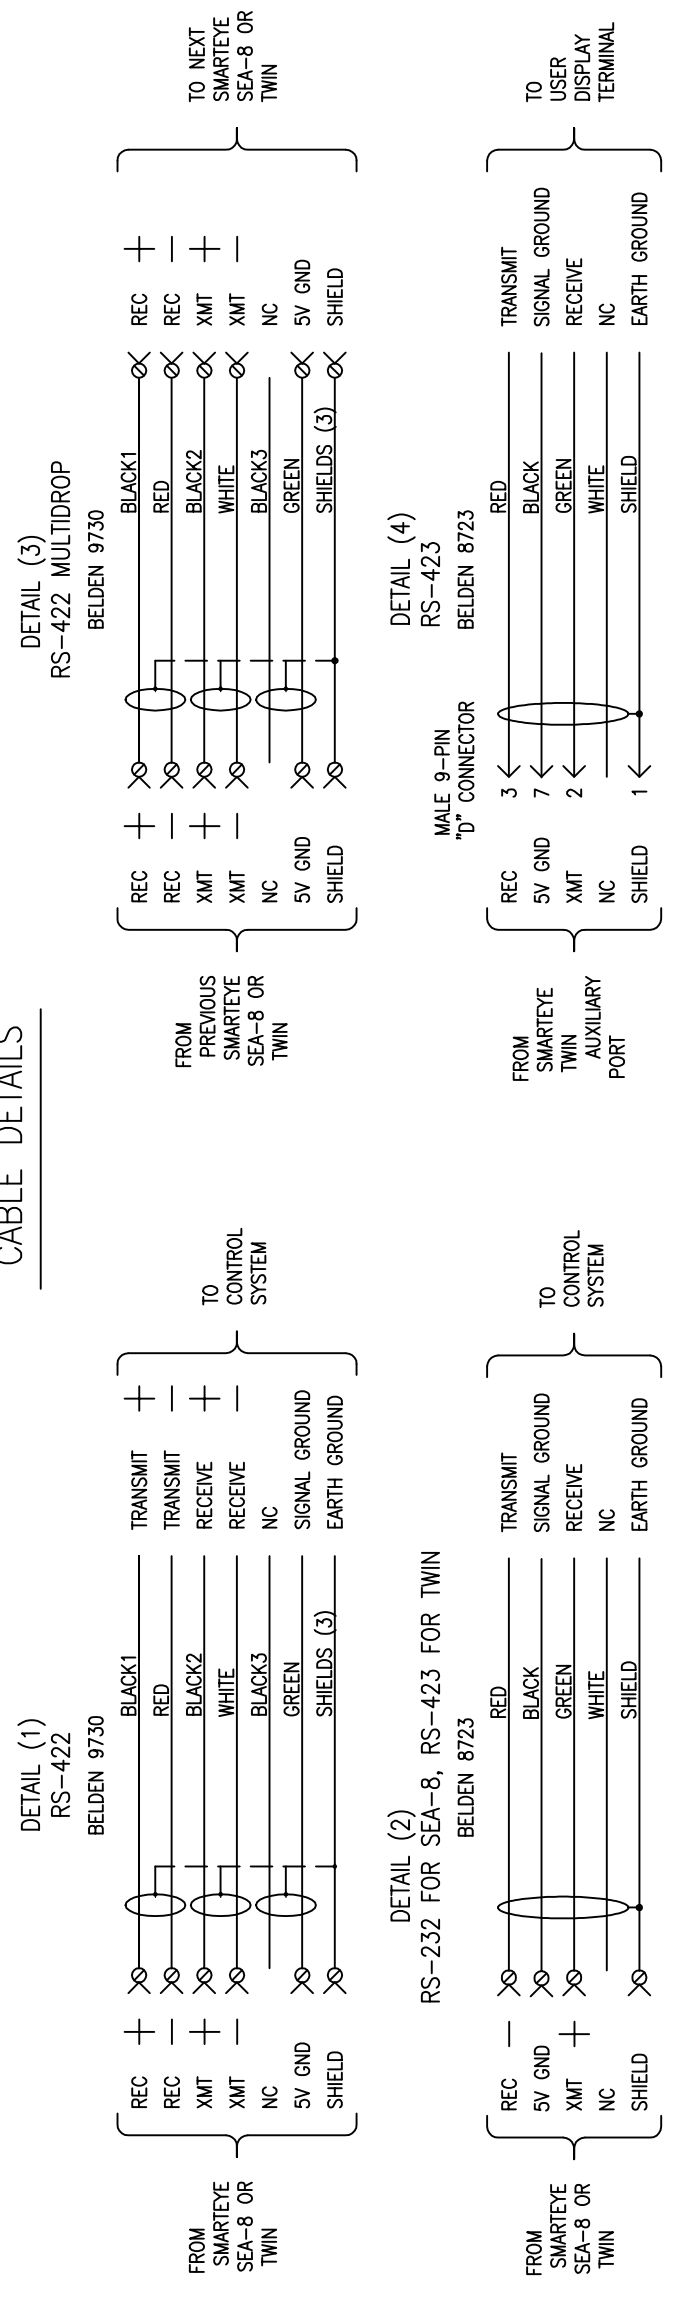 CABLE DETAILS
DETAIL (1)
RS-422
BELDEN 9730
FROM
SMARTEYE
SEA-8 OR
TWIN
REC + BLACK1 TRANSMIT +
REC – RED TRANSMIT –
XMT + BLACK2 RECEIVE +
XMT – WHITE RECEIVE –
NC BLACK3 NC
5V GND GREEN SIGNAL GROUND
SHIELD SHIELDS (3) EARTH GROUND
TO
CONTROL
SYSTEM
DETAIL (3)
RS-422 MULTIDROP
BELDEN 9730
FROM
PREVIOUS
SMARTEYE
SEA-8 OR
TWIN
REC + BLACK1 REC +
REC – RED REC –
XMT + BLACK2 XMT +
XMT – WHITE XMT –
NC BLACK3 NC
5V GND GREEN 5V GND
SHIELD SHIELDS (3) SHIELD
TO NEXT
SMARTEYE
SEA-8 OR
TWIN
DETAIL (2)
RS-232 FOR SEA-8, RS-423 FOR TWIN
BELDEN 8723
FROM
SMARTEYE
SEA-8 OR
TWIN
REC – RED TRANSMIT
5V GND BLACK SIGNAL GROUND
XMT + GREEN RECEIVE
NC WHITE NC
SHIELD SHIELD EARTH GROUND
TO
CONTROL
SYSTEM
DETAIL (4)
RS-423
BELDEN 8723
MALE 9-PIN
"D" CONNECTOR
FROM
SMARTEYE
TWIN
AUXILIARY
PORT
REC 3 RED TRANSMIT
5V GND 7 BLACK SIGNAL GROUND
XMT 2 GREEN RECEIVE
NC WHITE NC
SHIELD 1 SHIELD EARTH GROUND
TO
USER
DISPLAY
TERMINAL